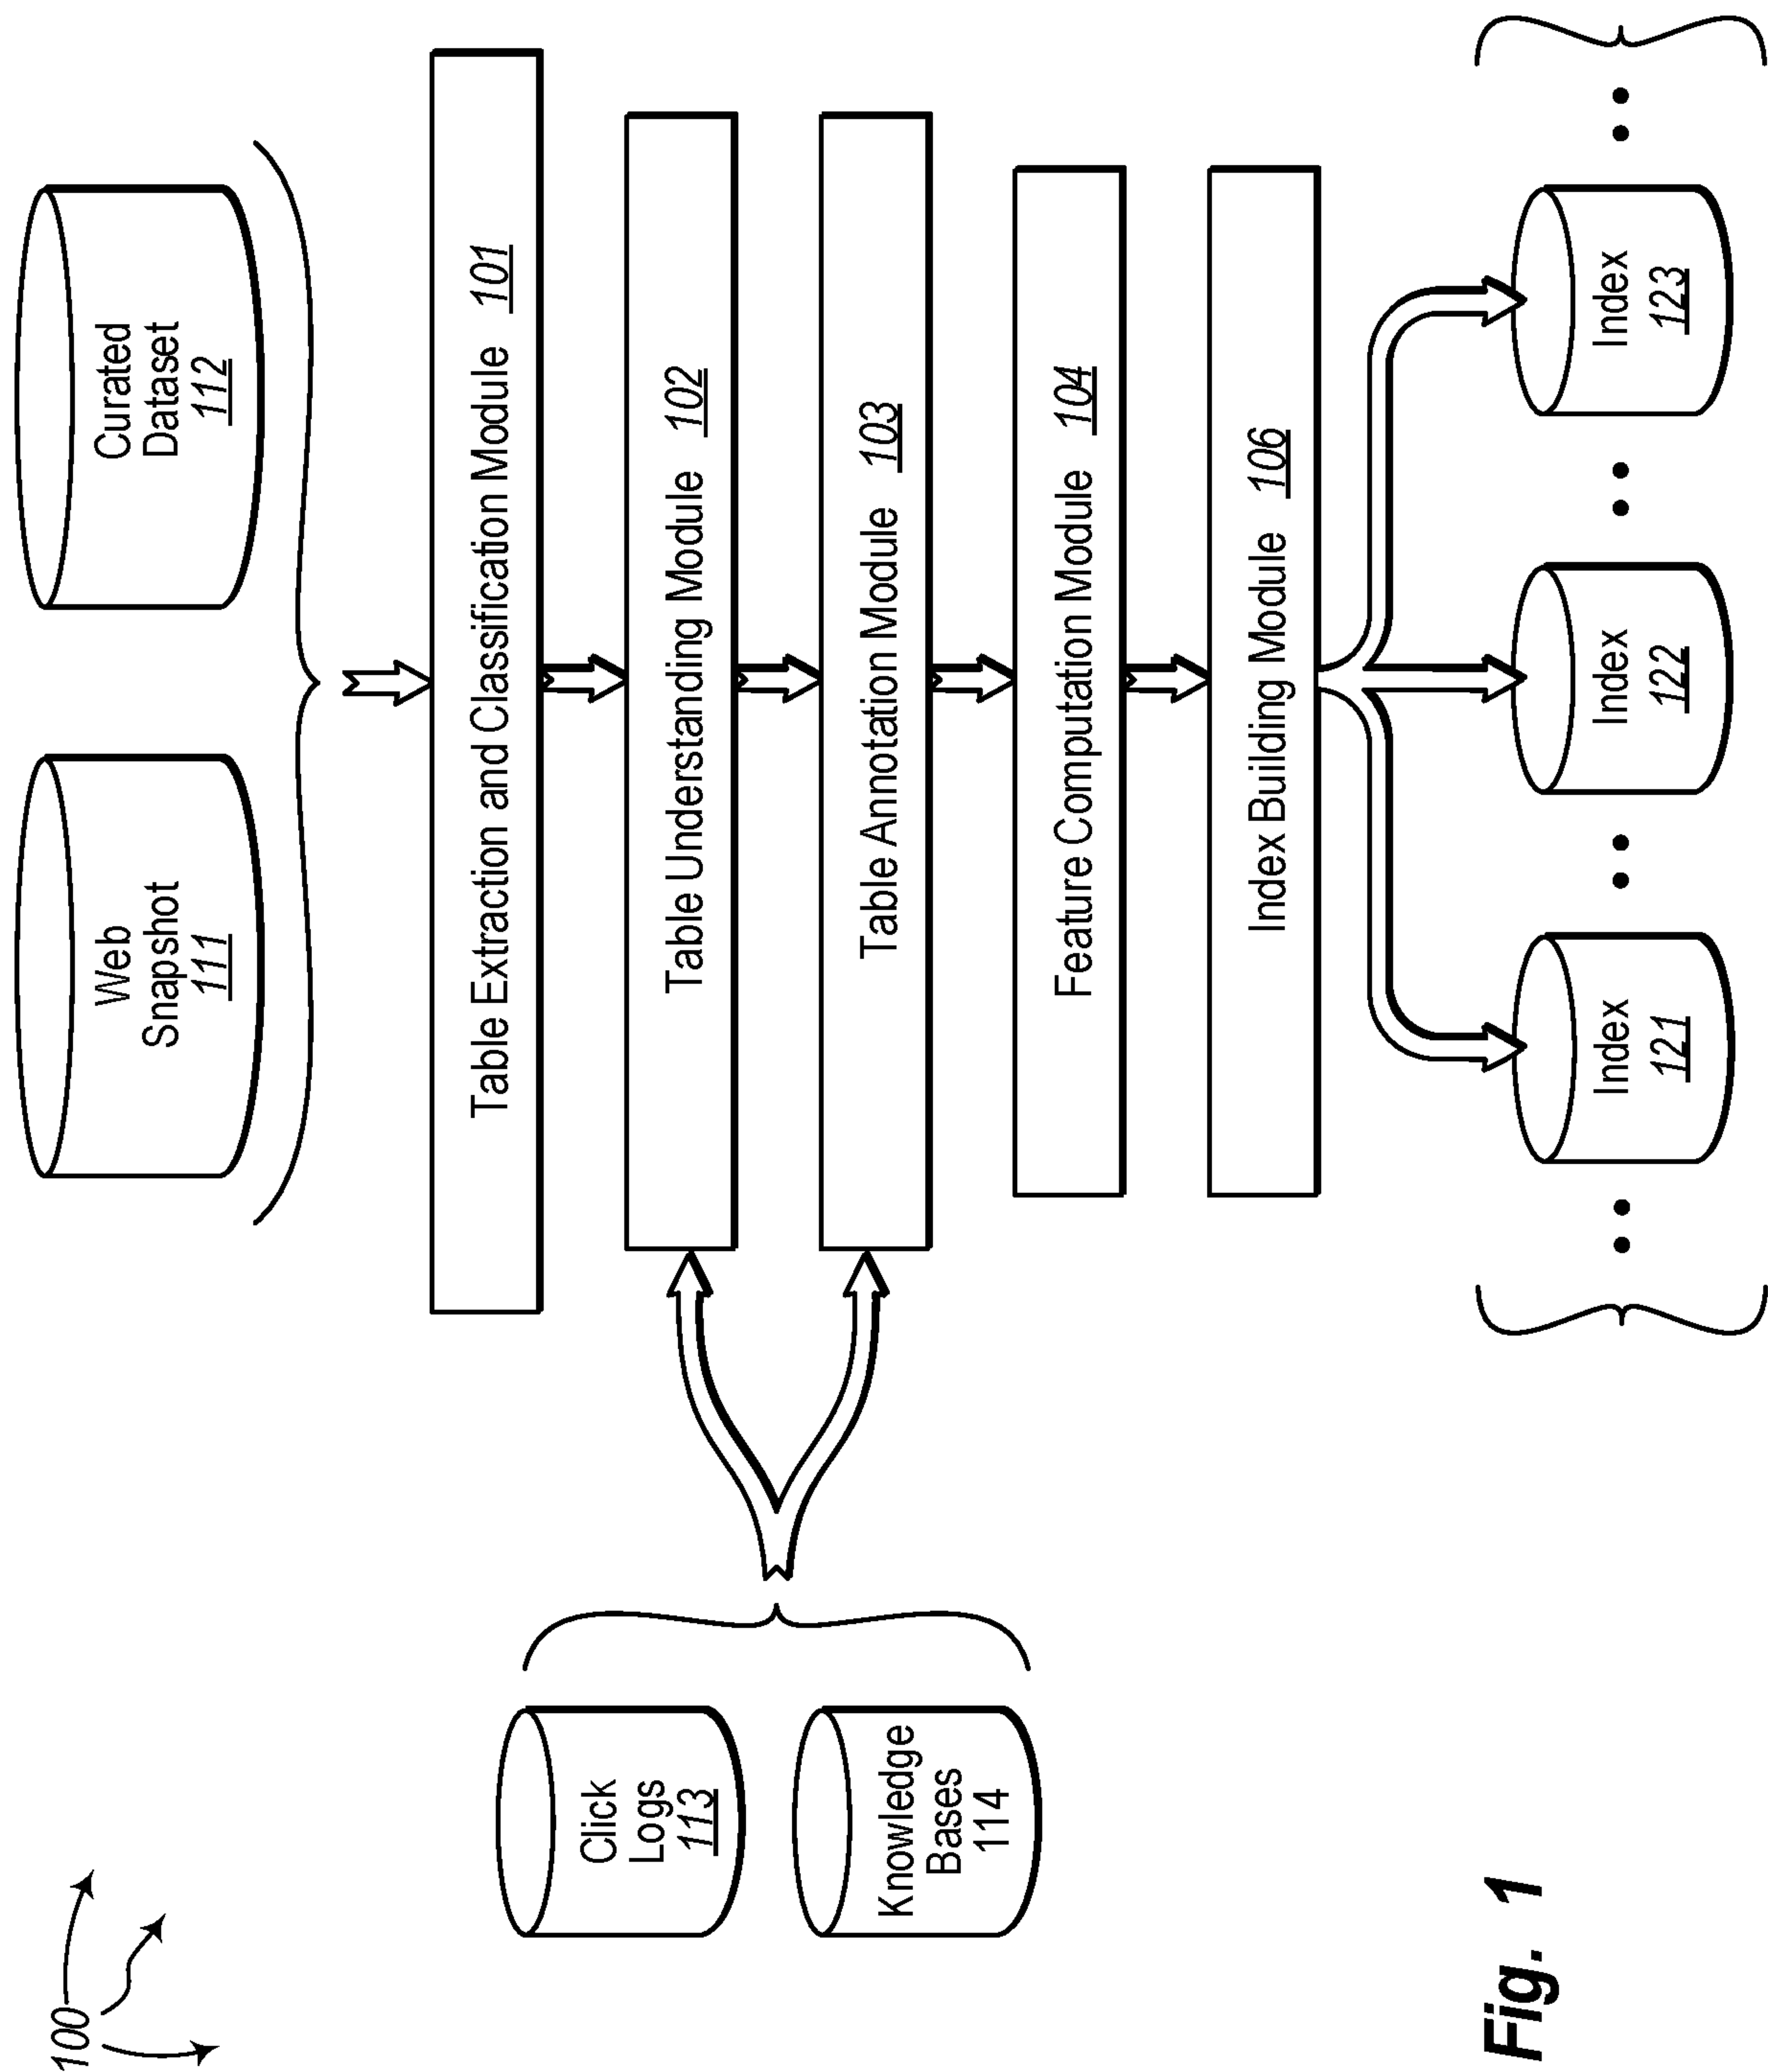 100
Web
Snapshot
111
Curated
Dataset
112
Click
Logs
113
Knowledge
Bases
114
Table Extraction and Classification Module 101
Table Understanding Module 102
Table Annotation Module 103
Feature Computation Module 104
Index Building Module 106
Index
121
Index
122
Index
123
Fig. 1